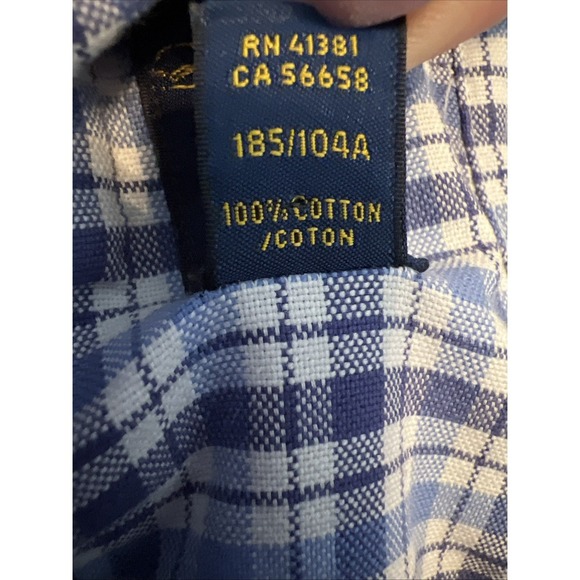 RN 41381
CA 56658
185/104A
100% COTTON
/COTON